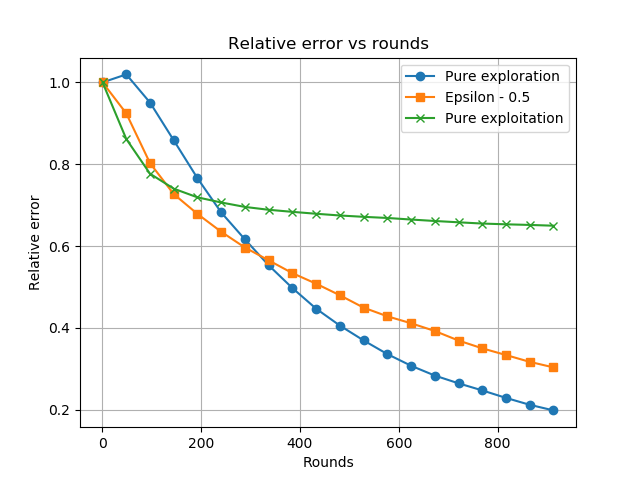 Relative error vs rounds
Pure exploration
Epsilon - 0.5
Pure exploitation
Relative error
1.0
0.8
0.6
0.4
0.2
0
200
400
600
800
Rounds